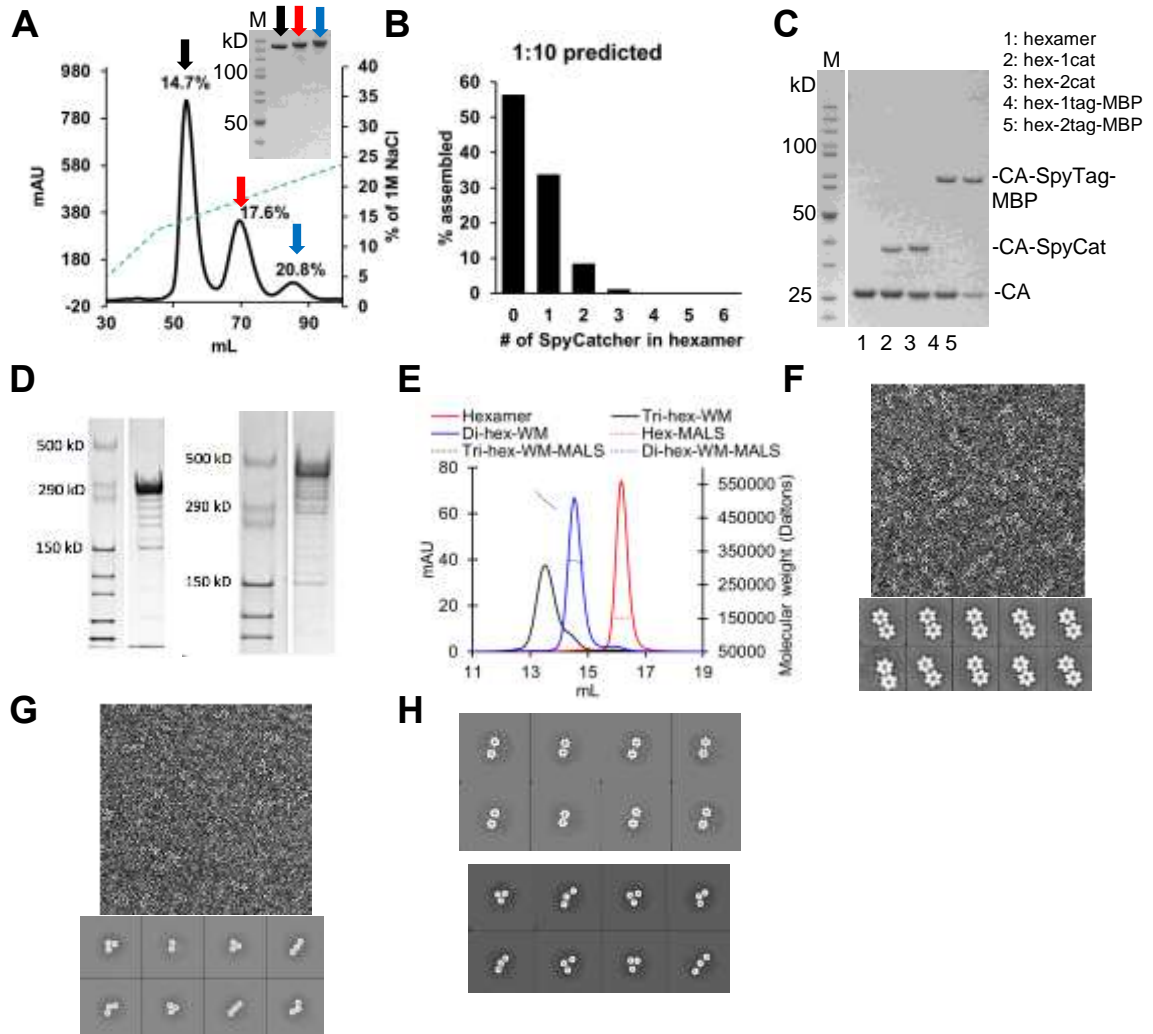 A
M
kD
100
50
14.7%
17.6%
20.8%
980
780
580
380
180
-20
mAU
40
35
30
25
20
15
10
5
0
% of 1M NaCl
30 50 70 90
mL
B
1:10 predicted
60
50
40
30
20
10
0
% assembled
0 1 2 3 4 5 6
# of SpyCatcher in hexamer
C
M
kD
100
50
25
1: hexamer
2: hex-1cat
3: hex-2cat
4: hex-1tag-MBP
5: hex-2tag-MBP
-CA-SpyTag-
MBP
-CA-SpyCat
-CA
1 2 3 4 5
D
500 kD
290 kD
150 kD
500 kD
290 kD
150 kD
E
Hexamer
Tri-hex-WM
Di-hex-WM
Hex-MALS
Tri-hex-WM-MALS
Di-hex-WM-MALS
80
60
40
20
0
mAU
550000
450000
350000
250000
150000
50000
Molecular weight (Daltons)
11 13 15 17 19
mL
F
G
H